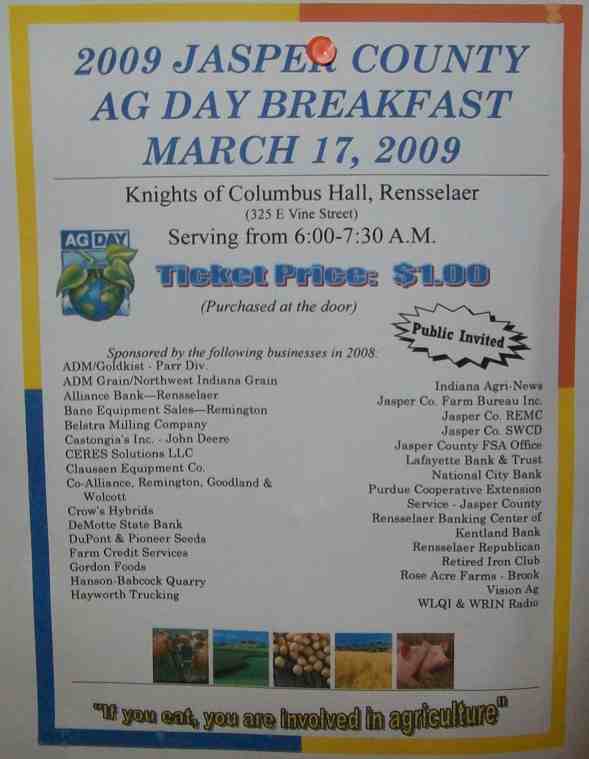 2009 JASPER COUNTY
AG DAY BREAKFAST
MARCH 17, 2009
Knights of Columbus Hall, Rensselaer
(325 E Vine Street)
Serving from 6:00-7:30 A.M.
AG DAY
Ticket Price: $1.00
(Purchased at the door)
Public Invited
Sponsored by the following businesses in 2008:
ADM/Goldkist - Parr Div.
ADM Grain/Northwest Indiana Grain
Alliance Bank—Rensselaer
Bane Equipment Sales—Remington
Belstra Milling Company
Castongia's Inc. - John Deere
CERES Solutions LLC
Claussen Equipment Co.
Co-Alliance, Remington, Goodland &
Wolcott
Crow's Hybrids
DeMotte State Bank
DuPont & Pioneer Seeds
Farm Credit Services
Gordon Foods
Hanson-Babcock Quarry
Hayworth Trucking
Indiana Agri-News
Jasper Co. Farm Bureau Inc.
Jasper Co. REMC
Jasper Co. SWCD
Jasper County FSA Office
Lafayette Bank & Trust
National City Bank
Purdue Cooperative Extension
Service - Jasper County
Rensselaer Banking Center of
Kentland Bank
Rensselaer Republican
Retired Iron Club
Rose Acre Farms - Brook
Vision Ag
WLQI & WRIN Radio
"If you eat, you are involved in agriculture"